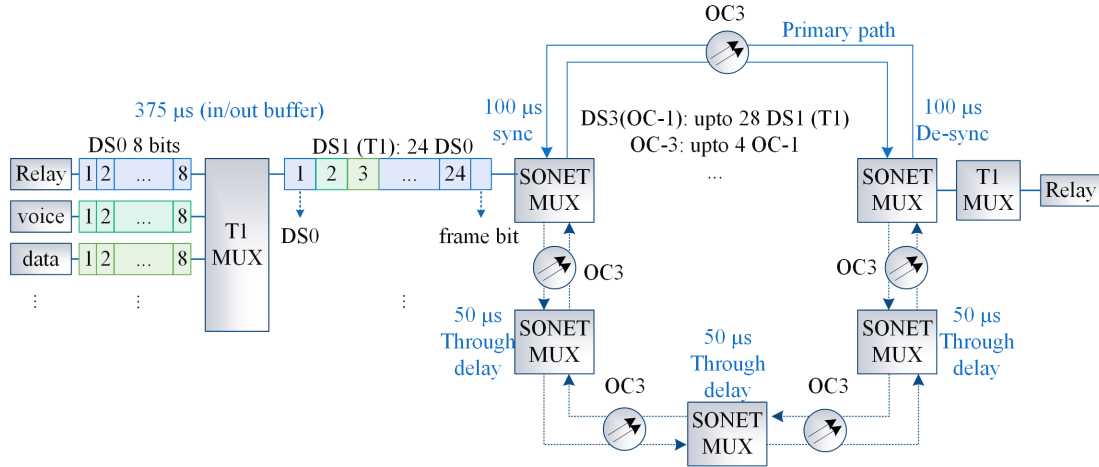 OC3
Primary path
375 µs (in/out buffer)
100 µs
sync
DS3(OC-1): upto 28 DS1 (T1)
OC-3: upto 4 OC-1
...
100 µs
De-sync
DS0 8 bits
DS1 (T1): 24 DS0
Relay
1 2 ... 8
1 2 3 ... 24
SONET
MUX
SONET
MUX
T1
MUX
Relay
voice
1 2 ... 8
T1
MUX
DS0
frame bit
data
1 2 ... 8
OC3
OC3
...
...
...
50 µs
Through
delay
SONET
MUX
50 µs
Through
delay
SONET
MUX
50 µs
Through
delay
OC3
OC3
SONET
MUX